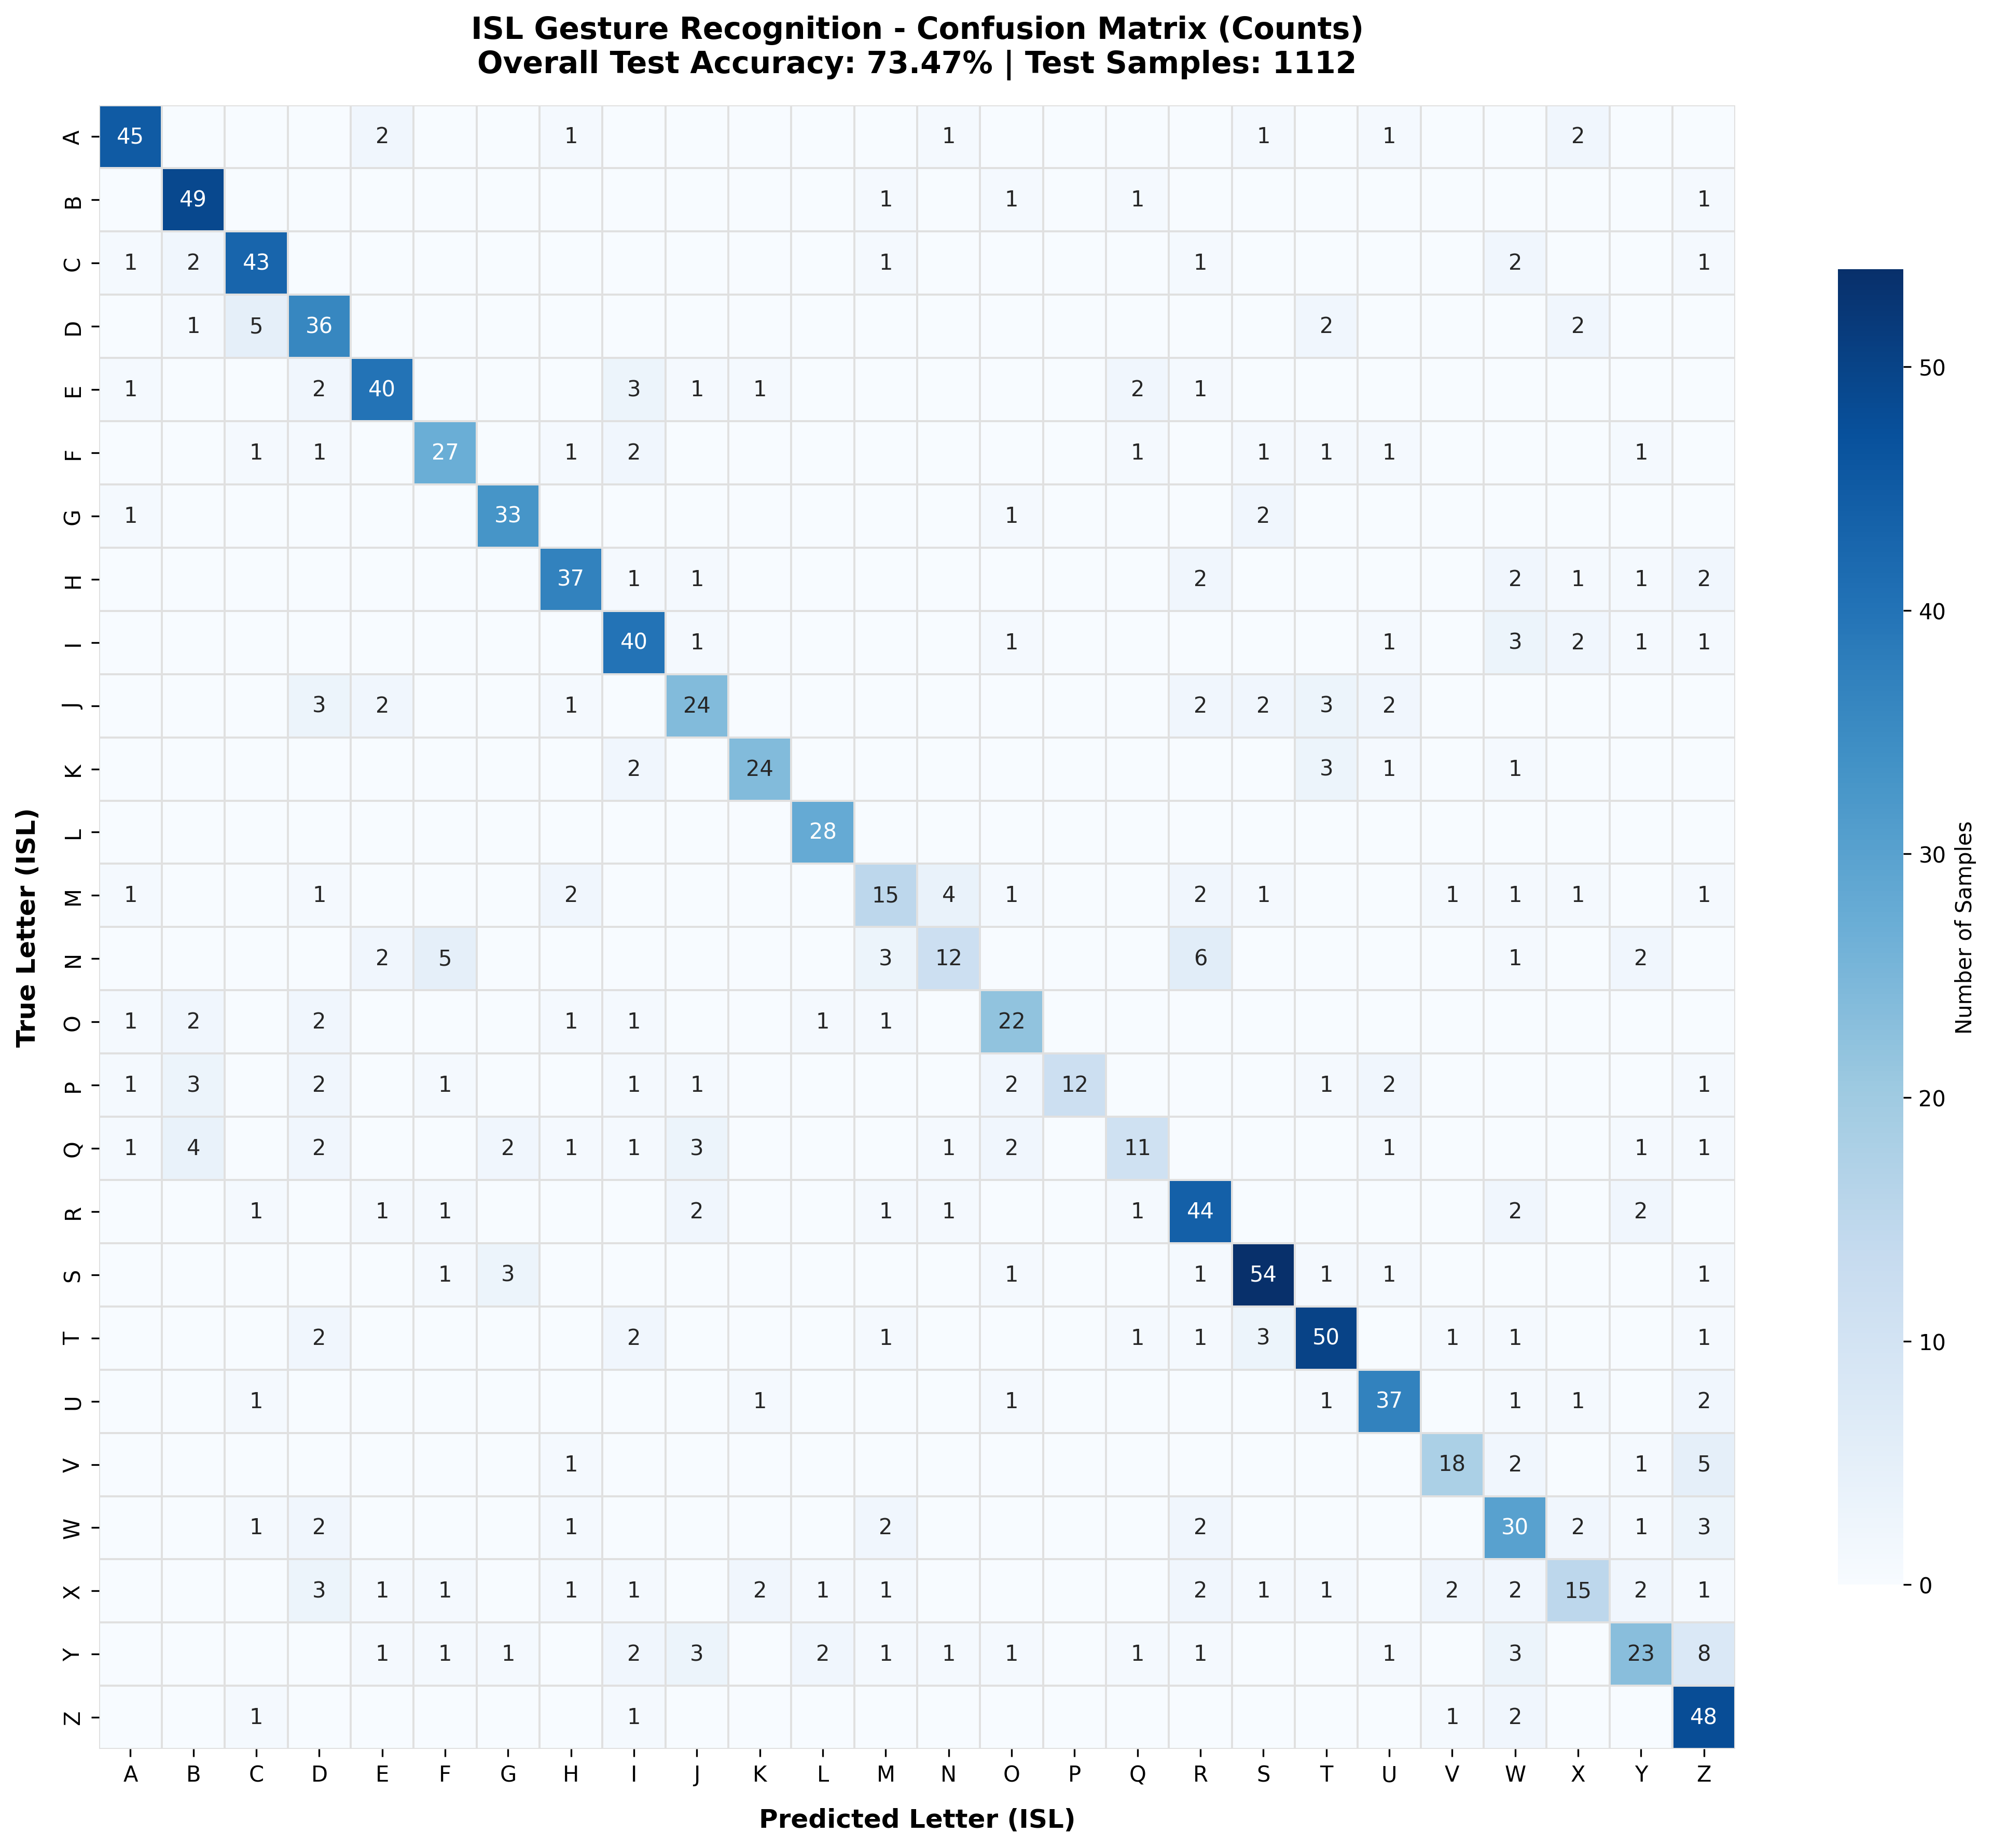 ISL Gesture Recognition - Confusion Matrix (Counts)
Overall Test Accuracy: 73.47% | Test Samples: 1112
A 45 2 1 1 1 1 2
B 49 1 1 1 1
C 1 2 43 1 1 2 1
D 1 5 36 2 2
E 1 2 40 3 1 1 2 1
F 1 1 27 1 2 1 1 1 1 1
G 1 33 1 2
H 37 1 1 2 2 1 1 2
I 40 1 1 1 3 2 1 1
J 3 2 1 24 2 2 3 2
K 2 24 3 1 1
L 28
M 1 1 2 15 4 1 2 1 1 1 1 1
N 2 5 3 12 6 1 2
O 1 2 2 1 1 1 1 22
P 1 3 2 1 1 1 2 12 1 2 1
Q 1 4 2 2 1 1 3 1 2 11 1 1 1
R 1 1 1 2 1 1 1 44 2 2
S 1 3 1 1 54 1 1 1
T 2 2 1 1 1 3 50 1 1 1
U 1 1 1 1 37 1 1 2
V 1 18 2 1 5
W 1 2 1 2 2 30 2 1 3
X 3 1 1 1 1 2 1 1 2 1 1 2 2 15 2 1
Y 1 1 1 2 3 2 1 1 1 1 1 1 3 23 8
Z 1 1 1 2 48
A B C D E F G H I J K L M N O P Q R S T U V W X Y Z
Predicted Letter (ISL)
True Letter (ISL)
50
40
30
20
10
0
Number of Samples